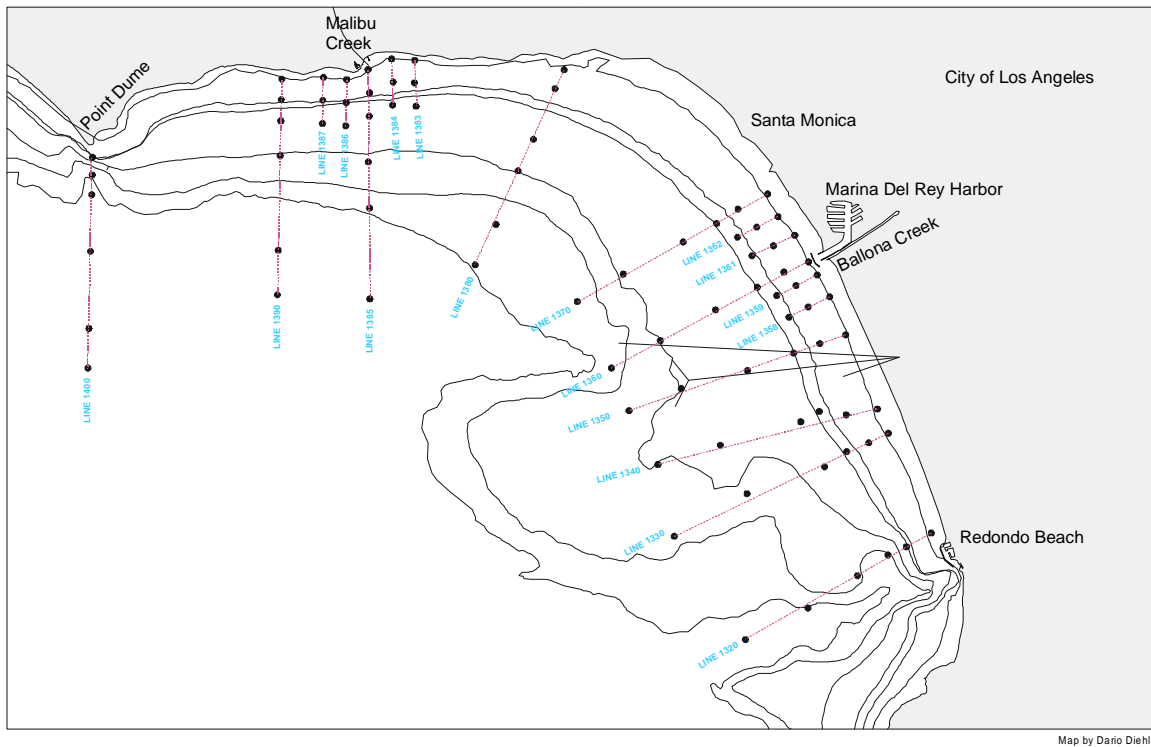 Malibu
Creek
Point Dume
City of Los Angeles
Santa Monica
Marina Del Rey Harbor
Ballona Creek
Redondo Beach
LINE 1400
LINE 1390
LINE 1387
LINE 1386
LINE 1385
LINE 1384
LINE 1383
LINE 1380
LINE 1370
LINE 1362
LINE 1361
LINE 1360
LINE 1359
LINE 1358
LINE 1350
LINE 1340
LINE 1330
LINE 1320
Map by Dario Diehl